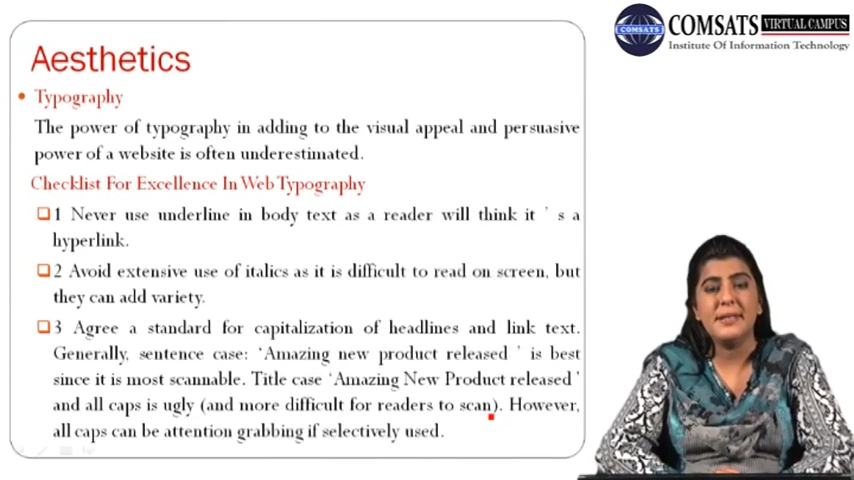 COMSATS
COMSATS VIRTUAL CAMPUS
Institute Of Information Technology
Aesthetics
Typography
The power of typography in adding to the visual appeal and persuasive
power of a website is often underestimated.
Checklist For Excellence In Web Typography
1 Never use underline in body text as a reader will think it ' s a
hyperlink.
2 Avoid extensive use of italics as it is difficult to read on screen, but
they can add variety.
3 Agree a standard for capitalization of headlines and link text.
Generally, sentence case: ‘Amazing new product released ’ is best
since it is most scannable. Title case ‘Amazing New Product released’
and all caps is ugly (and more difficult for readers to scan). However,
all caps can be attention grabbing if selectively used.